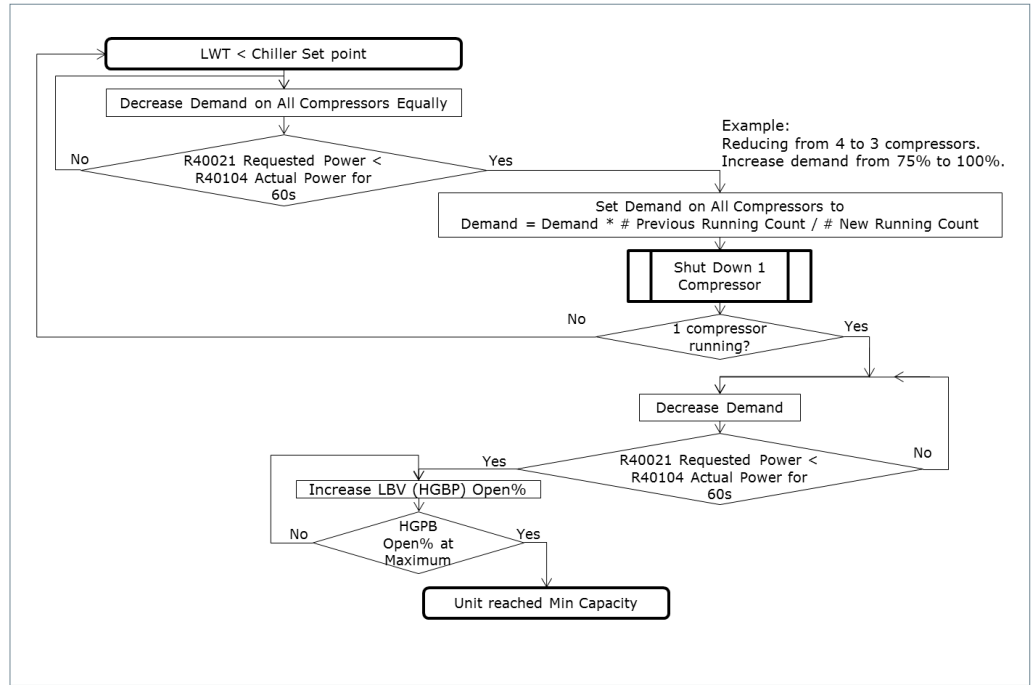 LWT < Chiller Set point
Decrease Demand on All Compressors Equally
No
R40021 Requested Power <
R40104 Actual Power for
60s
Yes
Example:
Reducing from 4 to 3 compressors.
Increase demand from 75% to 100%.
Set Demand on All Compressors to
Demand = Demand * # Previous Running Count / # New Running Count
Shut Down 1
Compressor
No
1 compressor
running?
Yes
Decrease Demand
R40021 Requested Power <
R40104 Actual Power for
60s
No
Yes
Increase LBV (HGBP) Open%
No
HGPB
Open% at
Maximum
Yes
Unit reached Min Capacity